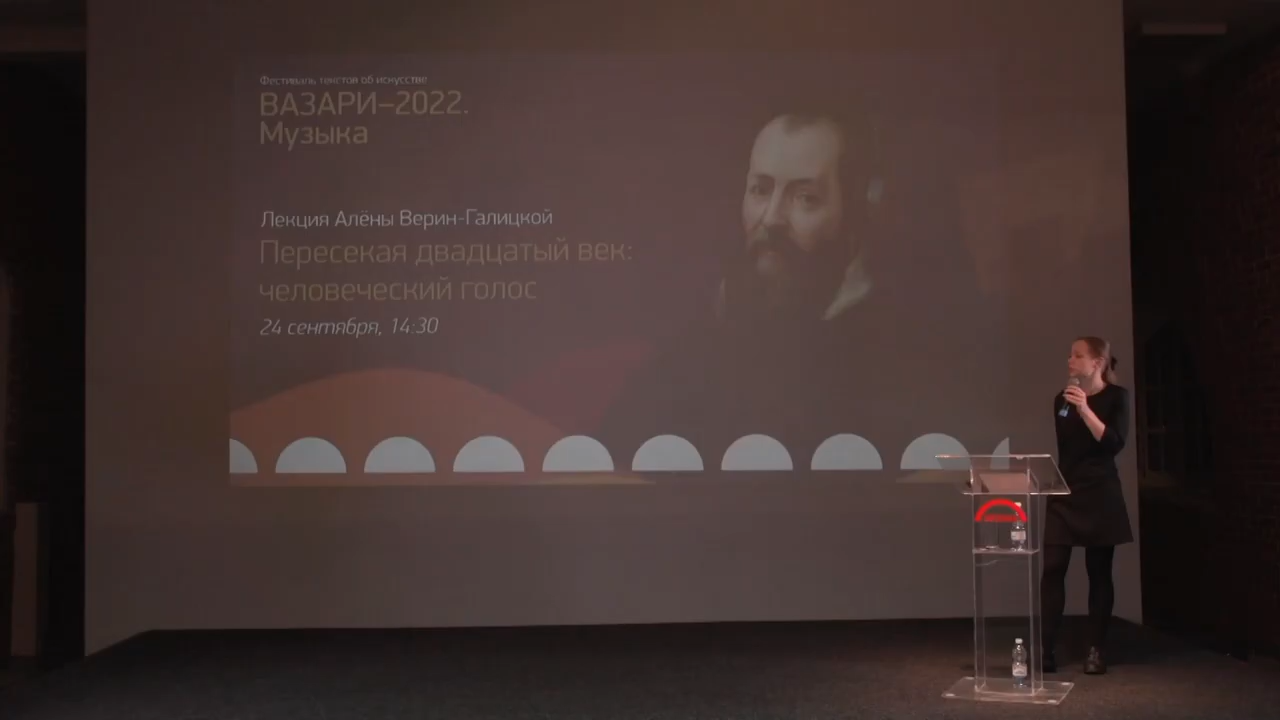 Фестиваль текстов об искусстве
ВАЗАРИ–2022.
Музыка
Лекция Алёны Верин-Галицкой
Пересекая двадцатый век:
человеческий голос
24 сентября, 14:30